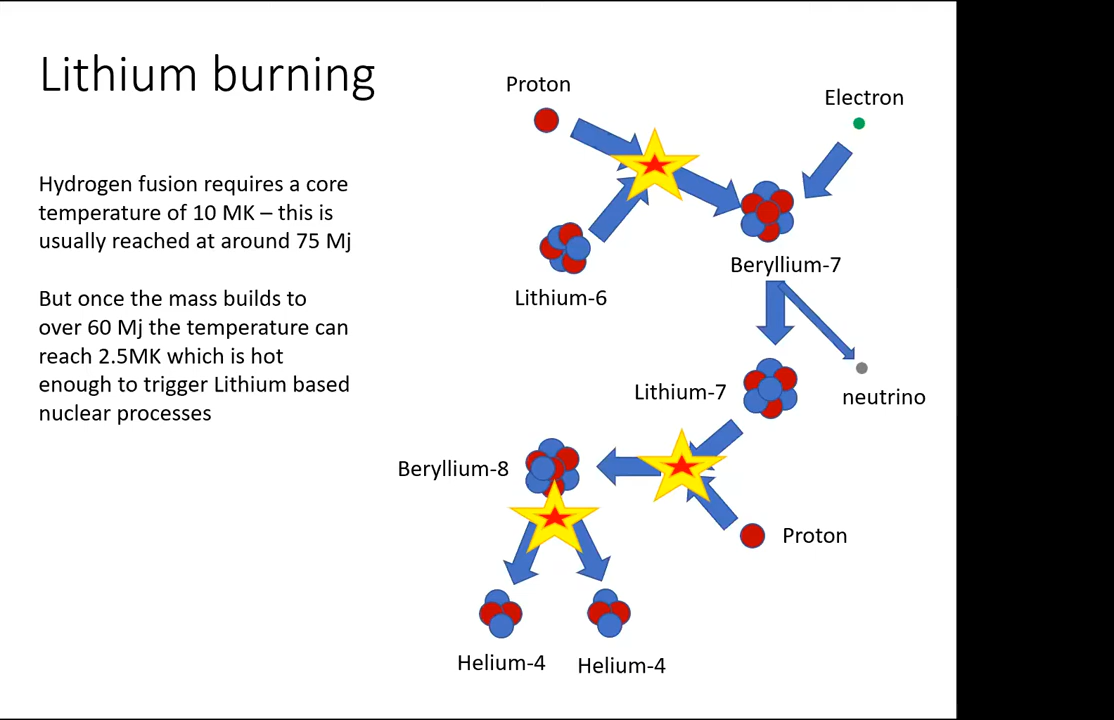 Lithium burning
Hydrogen fusion requires a core
temperature of 10 MK – this is
usually reached at around 75 Mj
But once the mass builds to
over 60 Mj the temperature can
reach 2.5MK which is hot
enough to trigger Lithium based
nuclear processes
Proton
Electron
Beryllium-7
Lithium-6
Lithium-7
neutrino
Beryllium-8
Proton
Helium-4
Helium-4